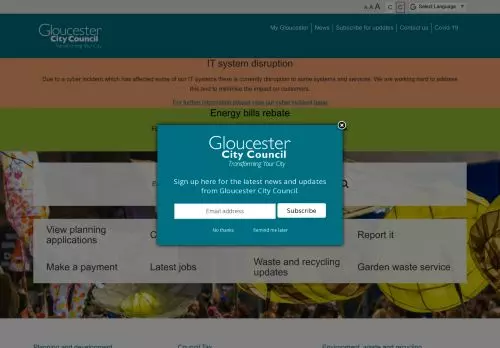 A A A C C Select Language
Gloucester
City Council
Transforming Your City
My Gloucester News Subscribe for updates Contact us Covid-19
IT system disruption
Due to a cyber incident which has affected some of our IT systems there is currently disruption to some systems and services. We are working hard to address
this and to minimise the impact on customers.
For further information please view our cyber incident page.
Energy bills rebate
Gloucester
City Council
Transforming Your City
Sign up here for the latest news and updates
from Gloucester City Council.
Email address Subscribe
No thanks Remind me later
View planning
applications
Report it
Make a payment
Latest jobs
Waste and recycling
updates
Garden waste service
Planning and development Council Tax Environment, waste and recycling